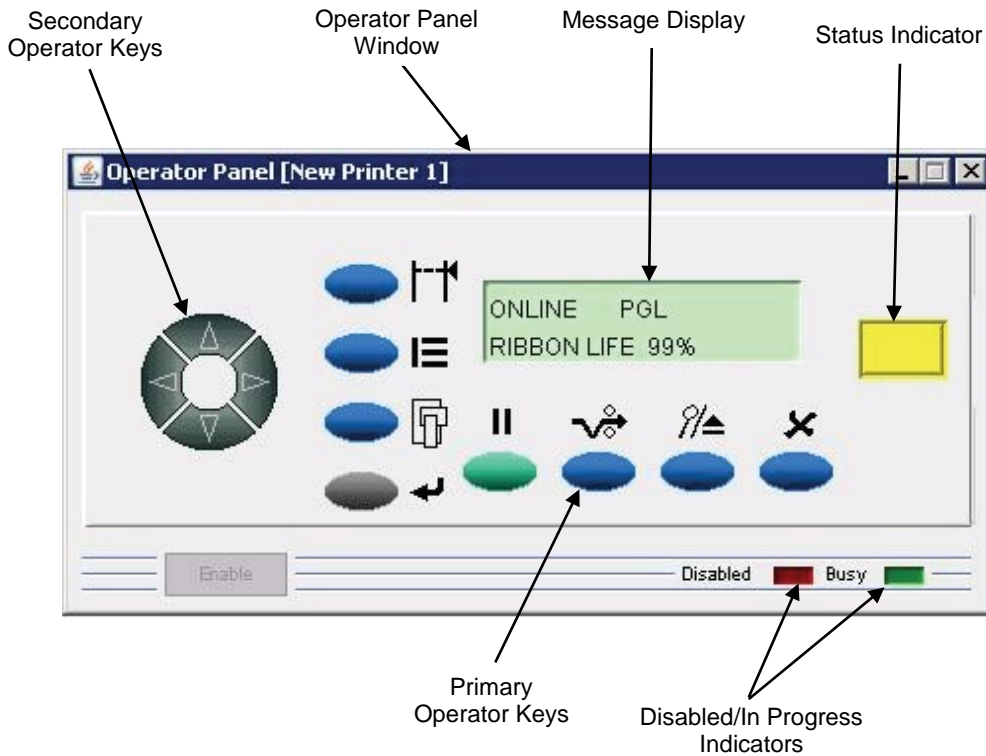 Secondary
Operator Keys
Operator Panel
Window
Message Display
Status Indicator
Operator Panel [New Printer 1]
ONLINE PGL
RIBBON LIFE 99%
Enable
Disabled
Busy
Primary
Operator Keys
Disabled/In Progress
Indicators